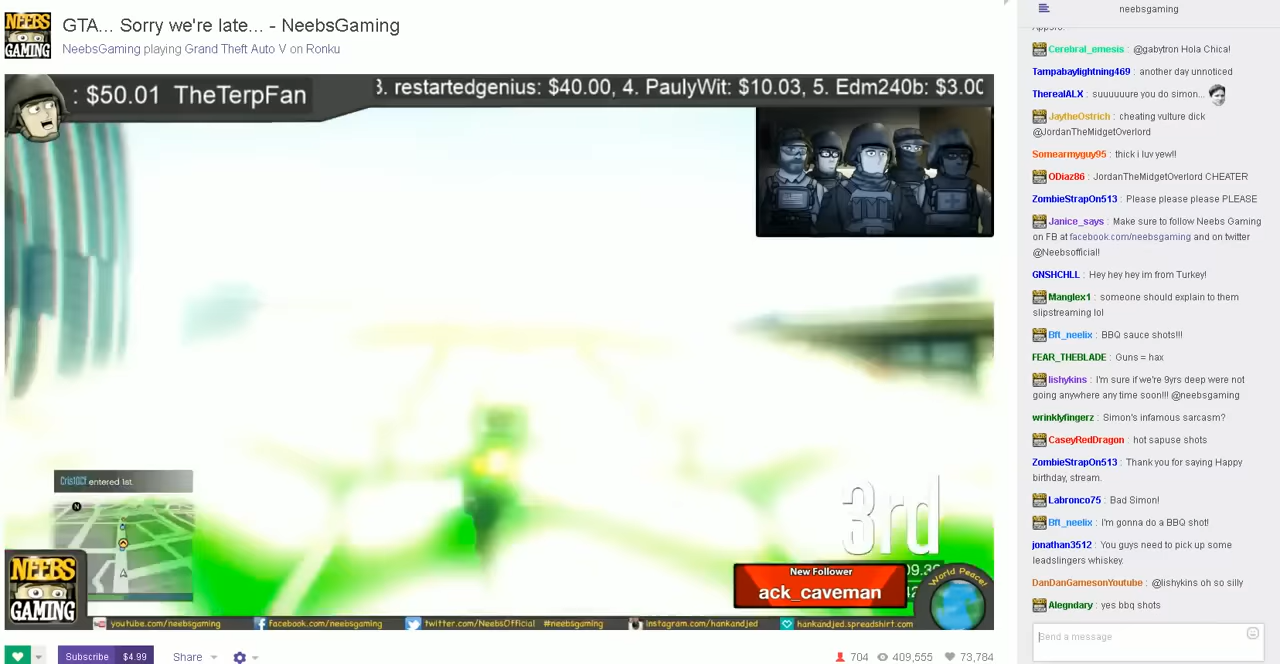 GTA... Sorry we're late... - NeebsGaming
NeebsGaming playing Grand Theft Auto V on Ronku
NEEBS
GAMING
: $50.01 TheTerpFan
3. restartedgenius: $40.00, 4. PaulyWit: $10.03, 5. Edm240b: $3.00
entered 1st.
N
3rd
New Follower
ack_caveman
World Peace!
NEEBS
GAMING
youtube.com/neebsgaming
facebook.com/neebsgaming
twitter.com/NeebsOfficial #neebsgaming
instagram.com/hankandjed
hankandjed.spreadshirt.com
Subscribe $4.99
Share
704
409,555
73,784
neebsgaming
Cerebral_emesis : @gabytron Hola Chica!
Tampabaylightning469 : another day unnoticed
TherealALX : suuuuuure you do simon...
JaytheOstrich : cheating vulture dick
@JordanTheMidgetOverlord
Somearmyguy95 : thick i luv yew!!
ODiaz86 : JordanTheMidgetOverlord CHEATER
ZombieStrapOn513 : Please please please PLEASE
Janice_says : Make sure to follow Neebs Gaming
on FB at facebook.com/neebsgaming and on twitter
@Neebsofficial!
GNSHCHLL : Hey hey hey im from Turkey!
Manglex1 : someone should explain to them
slipstreaming lol
Bft_neelix : BBQ sauce shots!!!
FEAR_THEBLADE : Guns = hax
lishykins : I'm sure if we're 9yrs deep were not
going anywhere any time soon!!! @neebsgaming
wrinklyfingerz : Simon's infamous sarcasm?
CaseyRedDragon : hot sapuse shots
ZombieStrapOn513 : Thank you for saying Happy
birthday, stream.
Labronco75 : Bad Simon!
Bft_neelix : I'm gonna do a BBQ shot!
jonathan3512 : You guys need to pick up some
leadslingers whiskey.
DanDanGamesonYoutube : @lishykins oh so silly
Alegndary : yes bbq shots
Send a message